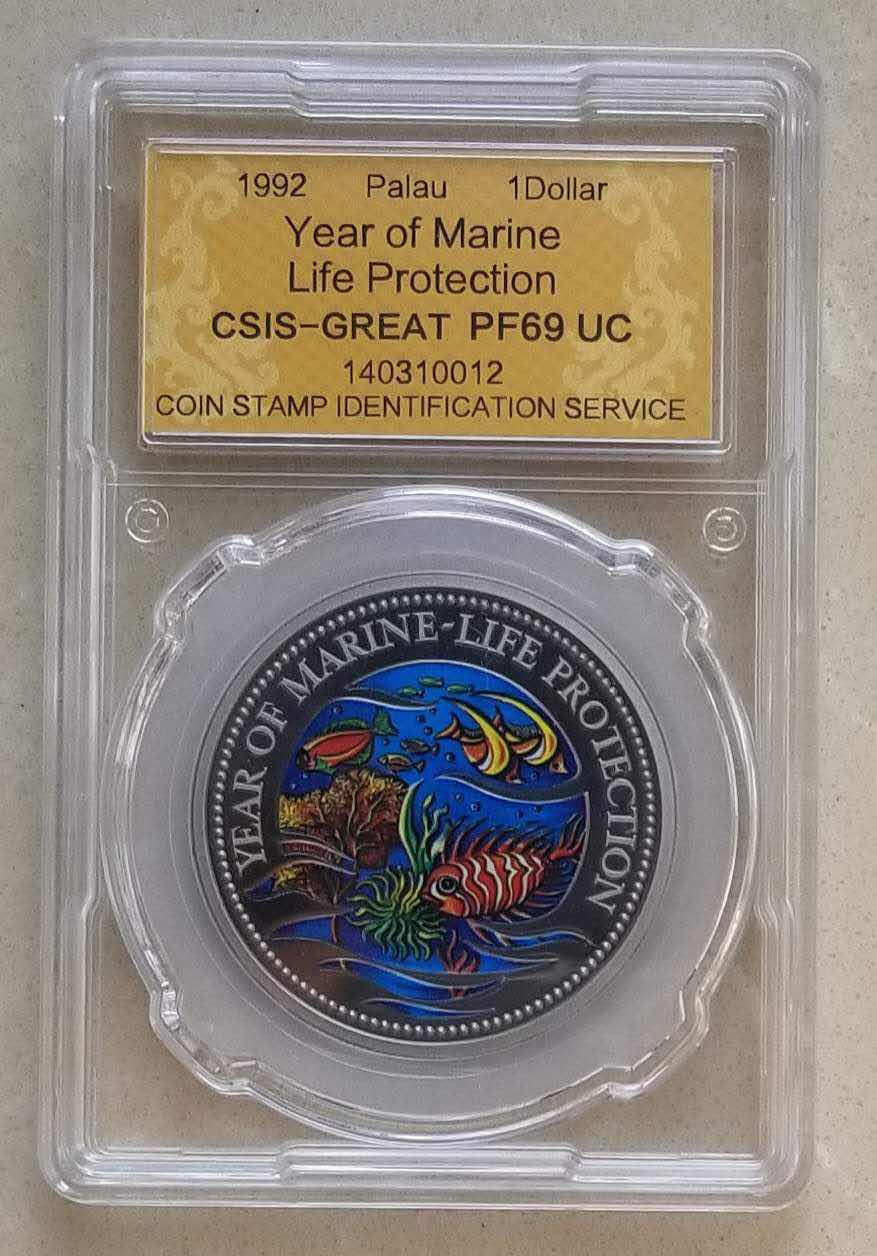 1992 Palau 1Dollar
Year of Marine
Life Protection
CSIS-GREAT PF69 UC
140310012
COIN STAMP IDENTIFICATION SERVICE
YEAR OF MARINE-LIFE PROTECTION